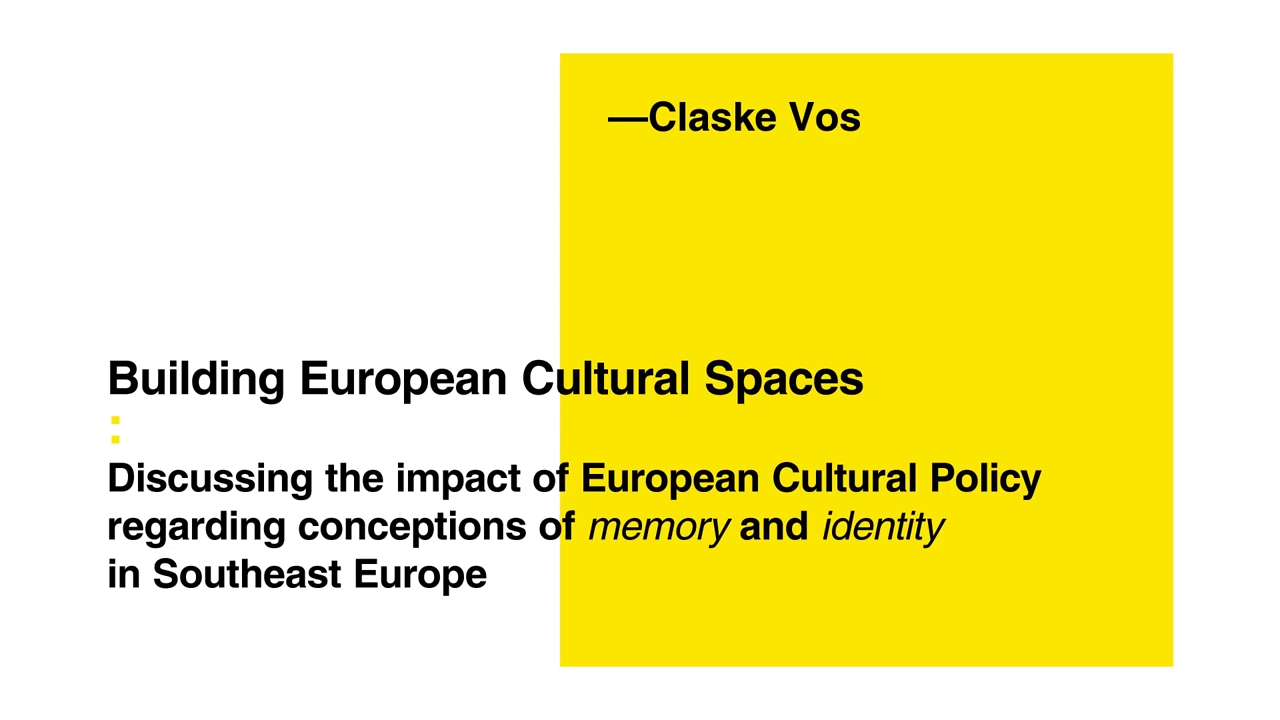 —Claske Vos
Building European Cultural Spaces
:
Discussing the impact of European Cultural Policy
regarding conceptions of memory and identity
in Southeast Europe